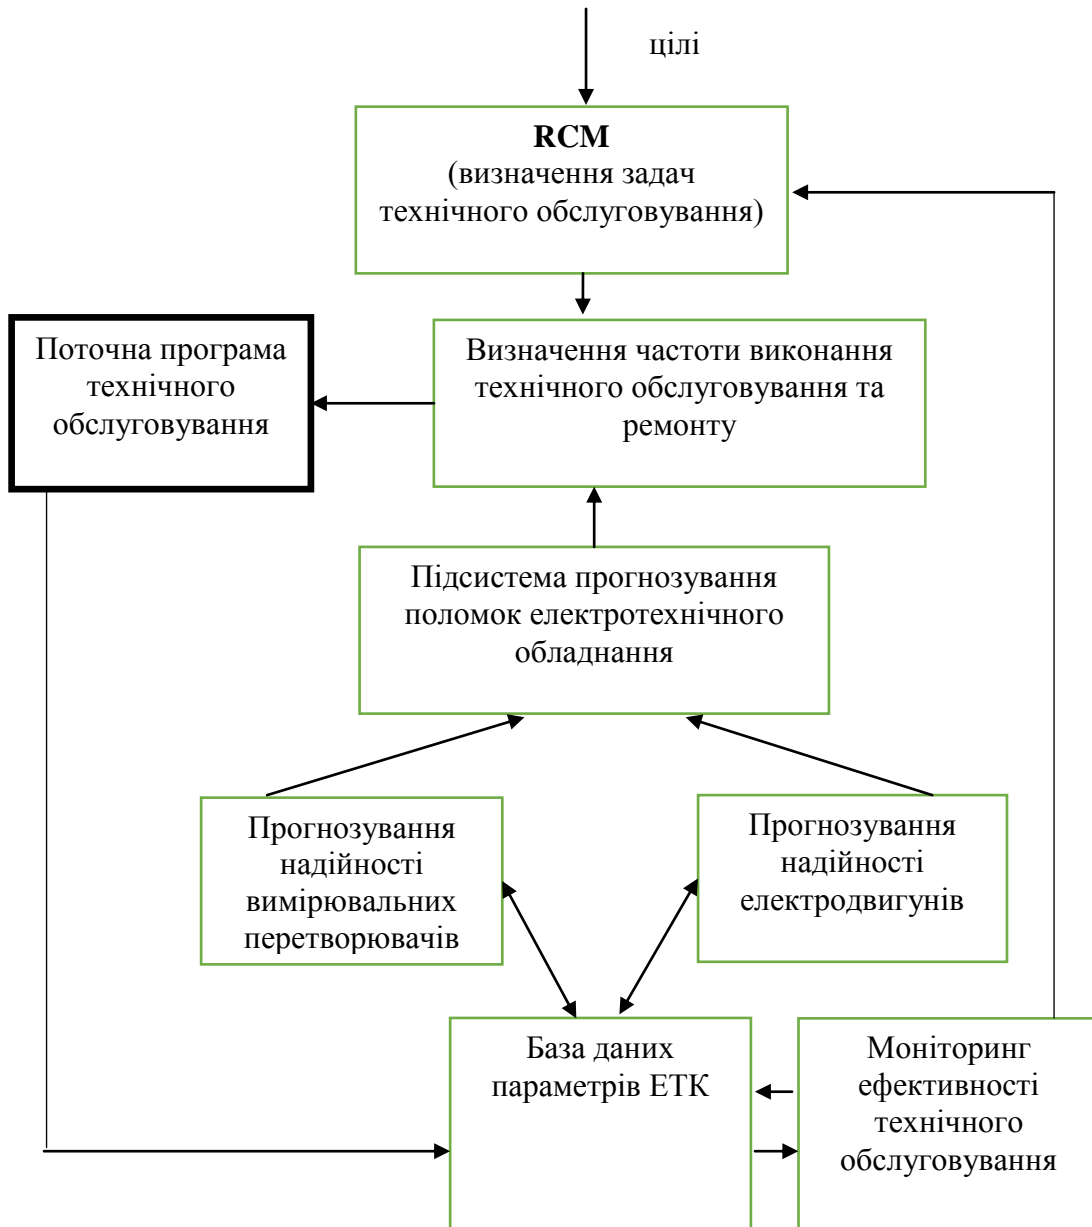 цілі
RCM
(визначення задач
технічного обслуговування)
Поточна програма
технічного
обслуговування
Визначення частоти виконання
технічного обслуговування та
ремонту
Підсистема прогнозування
поломок електротехнічного
обладнання
Прогнозування
надійності
вимірювальних
перетворювачів
Прогнозування
надійності
електродвигунів
База даних
параметрів ЕТК
Моніторинг
ефективності
технічного
обслуговування